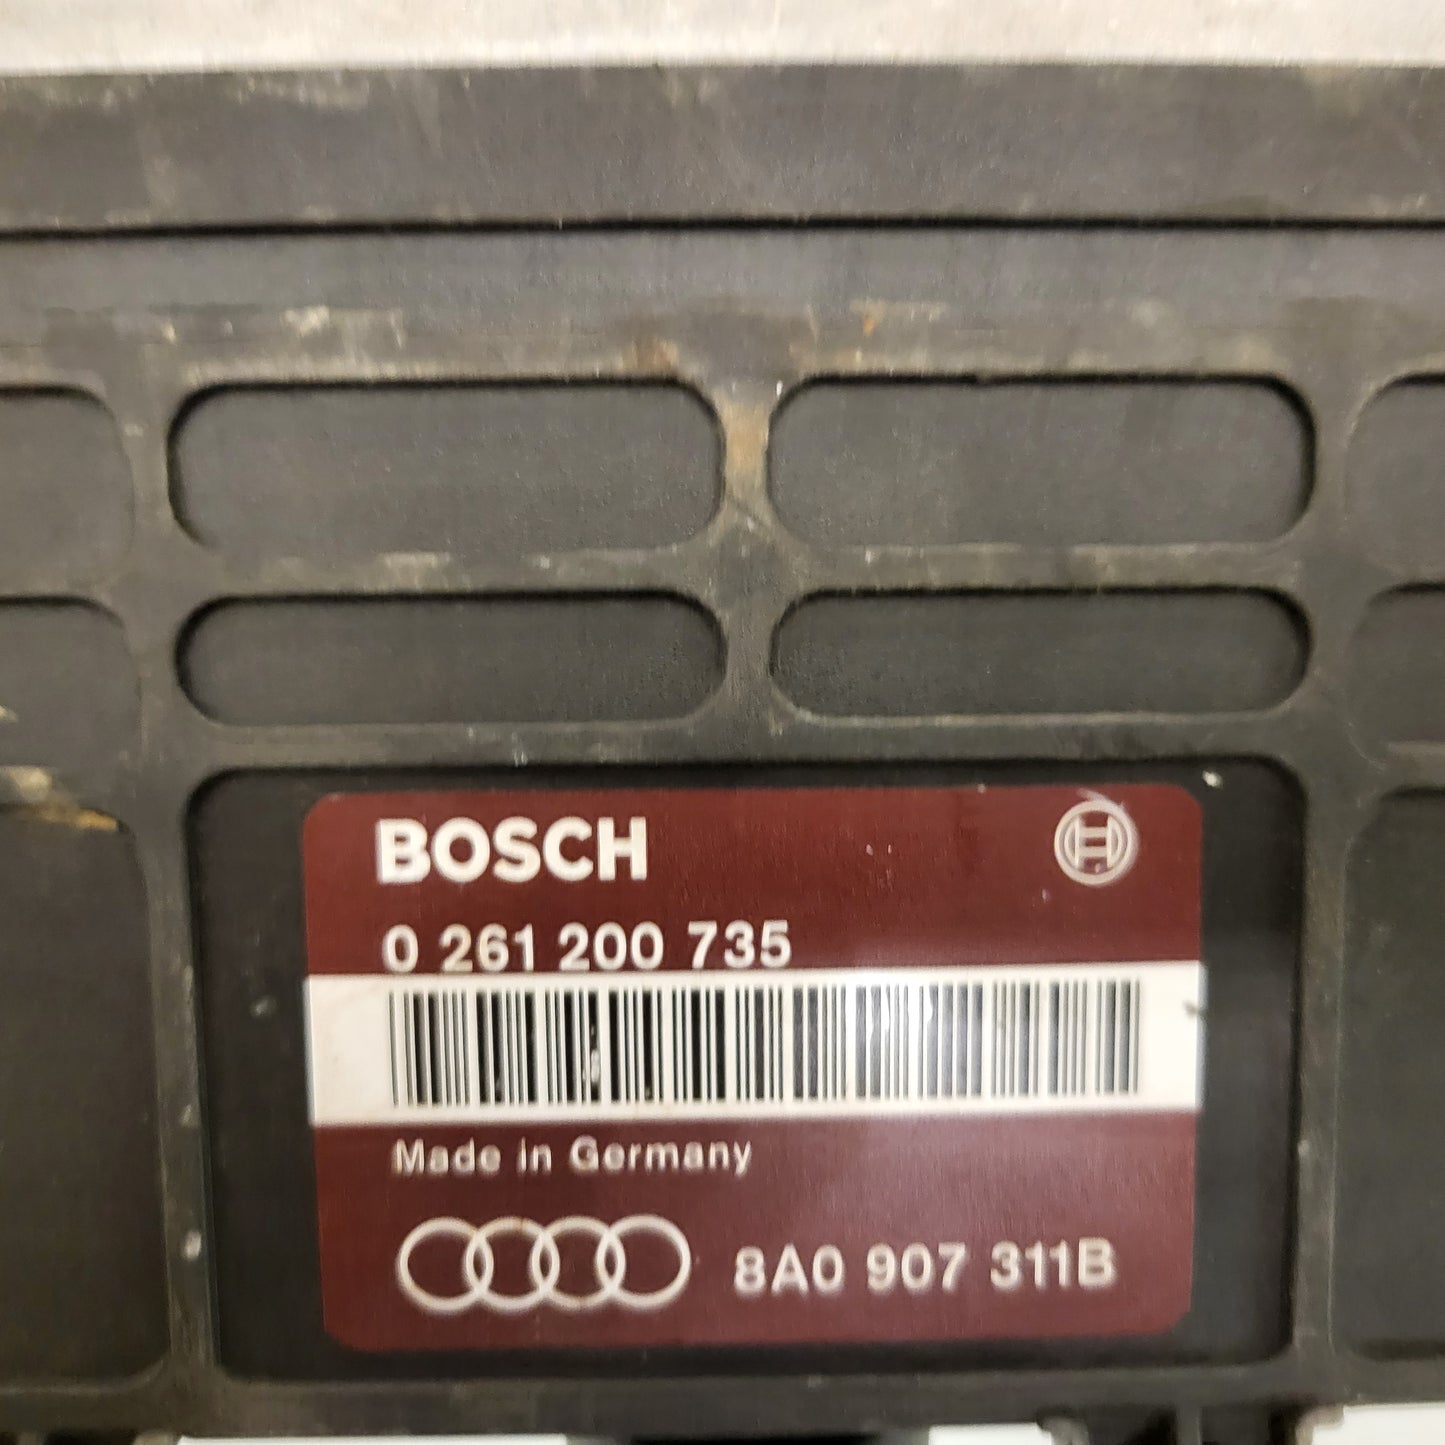 BOSCH
0 261 200 735
Made in Germany
8A0 907 311B